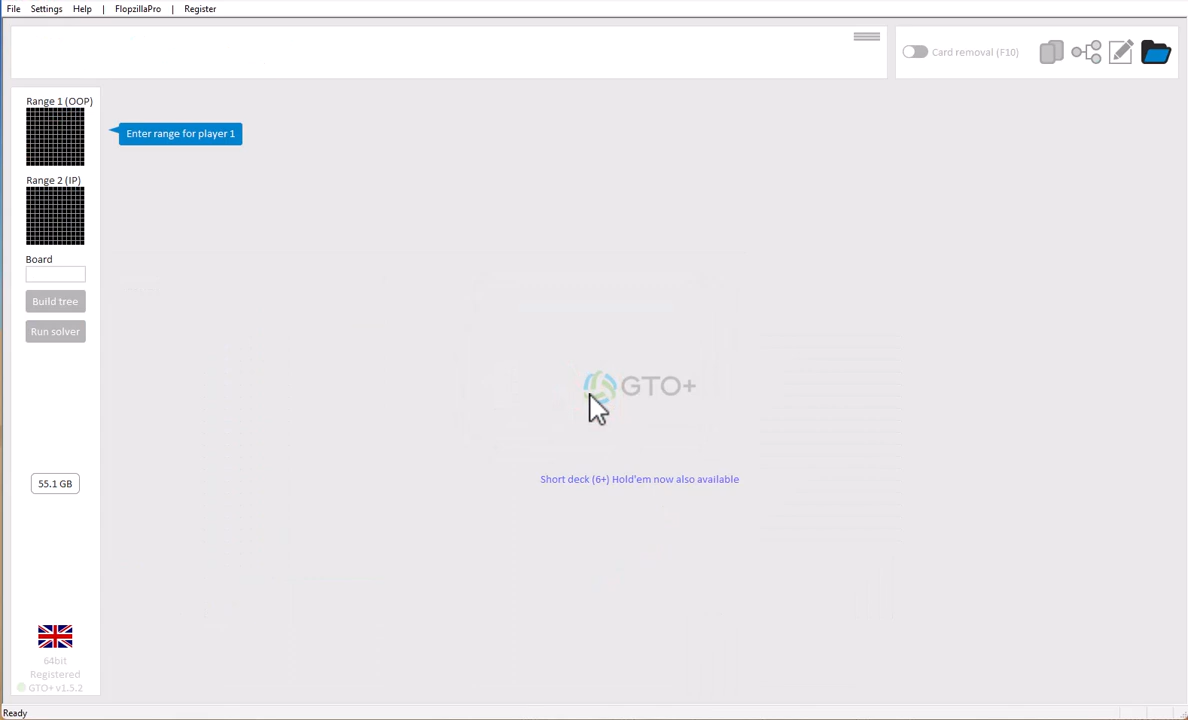 File Settings Help | FlopzillaPro | Register
Card removal (F10)
Range 1 (OOP)
Enter range for player 1
Range 2 (IP)
Board
Build tree
Run solver
GTO+
Short deck (6+) Hold'em now also available
55.1 GB
64bit
Registered
GTO+ v1.5.2
Ready